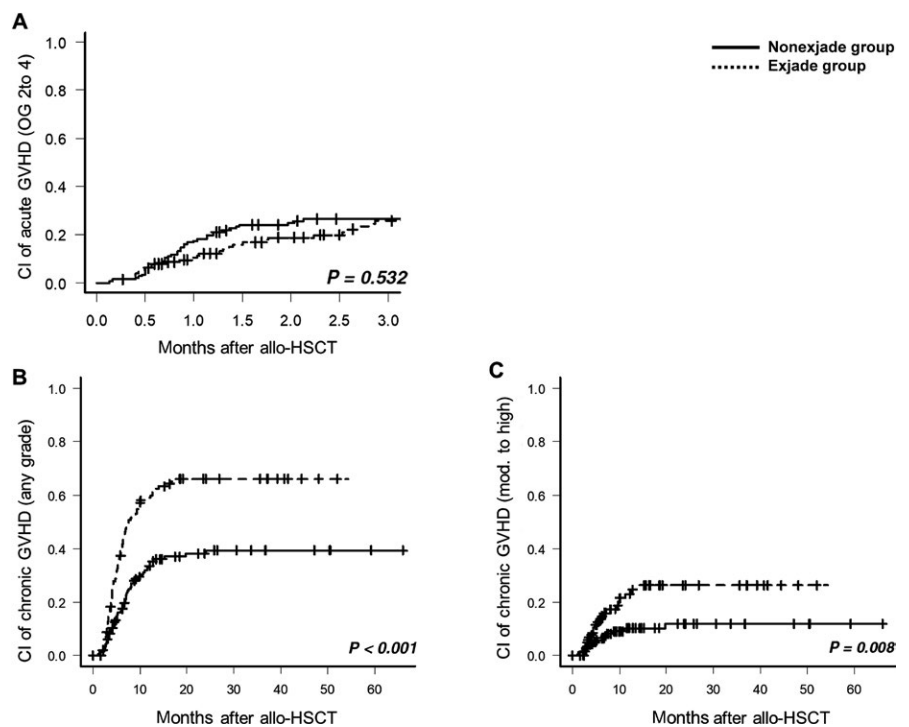 A
Nonexjade group
Exjade group
CI of acute GVHD (OG 2to 4)
1.0
0.8
0.6
0.4
0.2
0.0
P = 0.532
0.0 0.5 1.0 1.5 2.0 2.5 3.0
Months after allo-HSCT
B
CI of chronic GVHD (any grade)
1.0
0.8
0.6
0.4
0.2
0.0
P < 0.001
0 10 20 30 40 50 60
Months after allo-HSCT
C
CI of chronic GVHD (mod. to high)
1.0
0.8
0.6
0.4
0.2
0.0
P = 0.008
0 10 20 30 40 50 60
Months after allo-HSCT